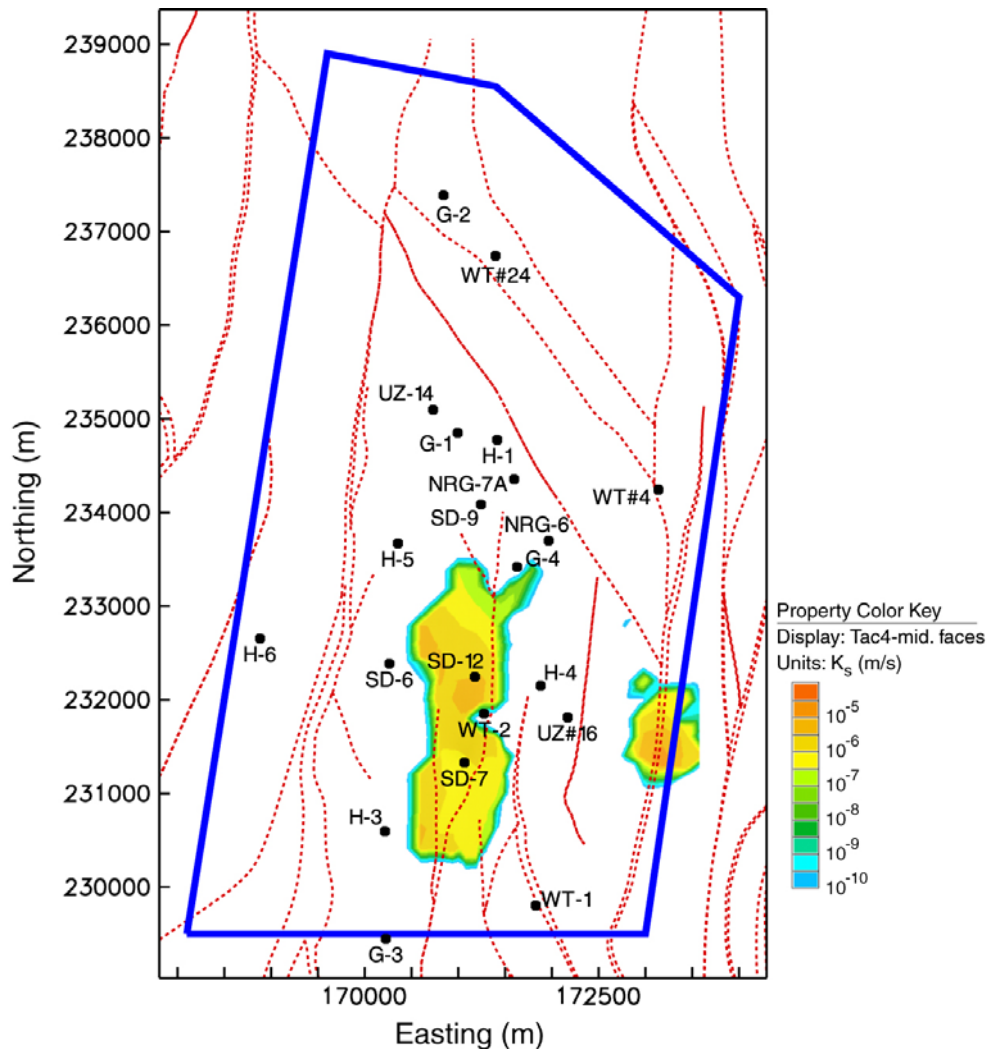 239000
238000
237000
236000
235000
234000
233000
232000
231000
230000
Northing (m)
G-2
WT#24
UZ-14
G-1
H-1
NRG-7A
WT#4
SD-9
NRG-6
H-5
G-4
H-6
SD-12
SD-6
H-4
WT-2
UZ#16
SD-7
H-3
WT-1
G-3
170000
172500
Easting (m)
Property Color Key
Display: Tac4-mid. faces
Units: Ks (m/s)
10-5
10-6
10-7
10-8
10-9
10-10